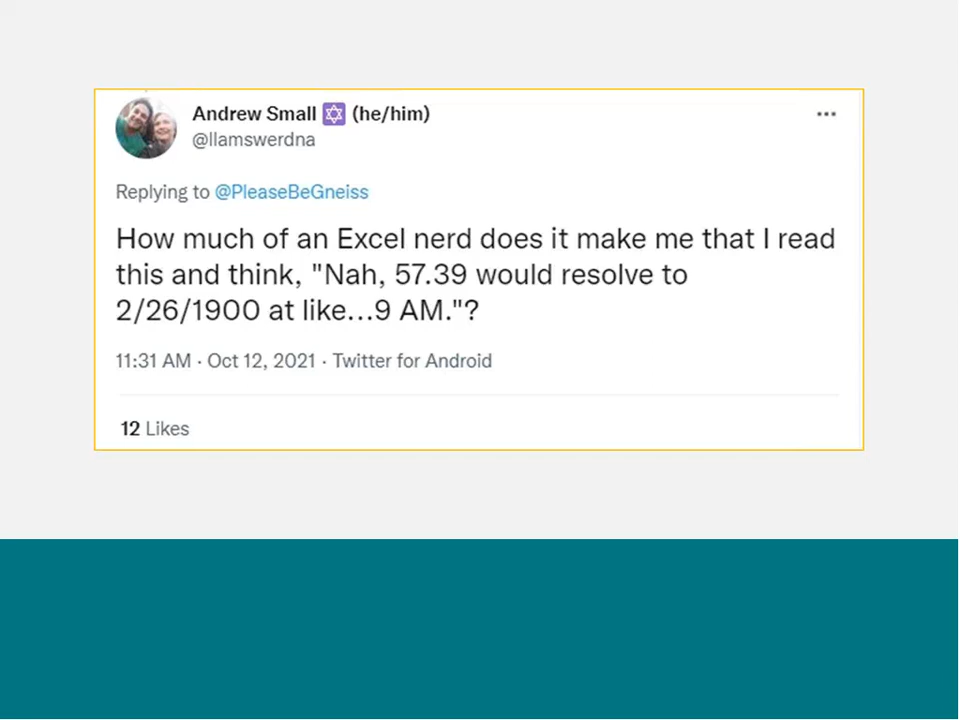 Andrew Small ✡ (he/him)
@llamswerdna
Replying to @PleaseBeGneiss
How much of an Excel nerd does it make me that I read
this and think, "Nah, 57.39 would resolve to
2/26/1900 at like...9 AM."?
11:31 AM · Oct 12, 2021 · Twitter for Android
12 Likes